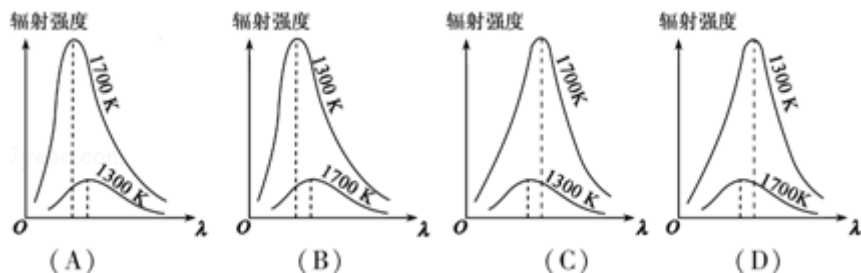 辐射强度 辐射强度 辐射强度 辐射强度
1700 K 1300 K 1700K 1300 K
1300 K 1700 K 1300 K 1700K
O λ O λ O λ O λ
(A) (B) (C) (D)